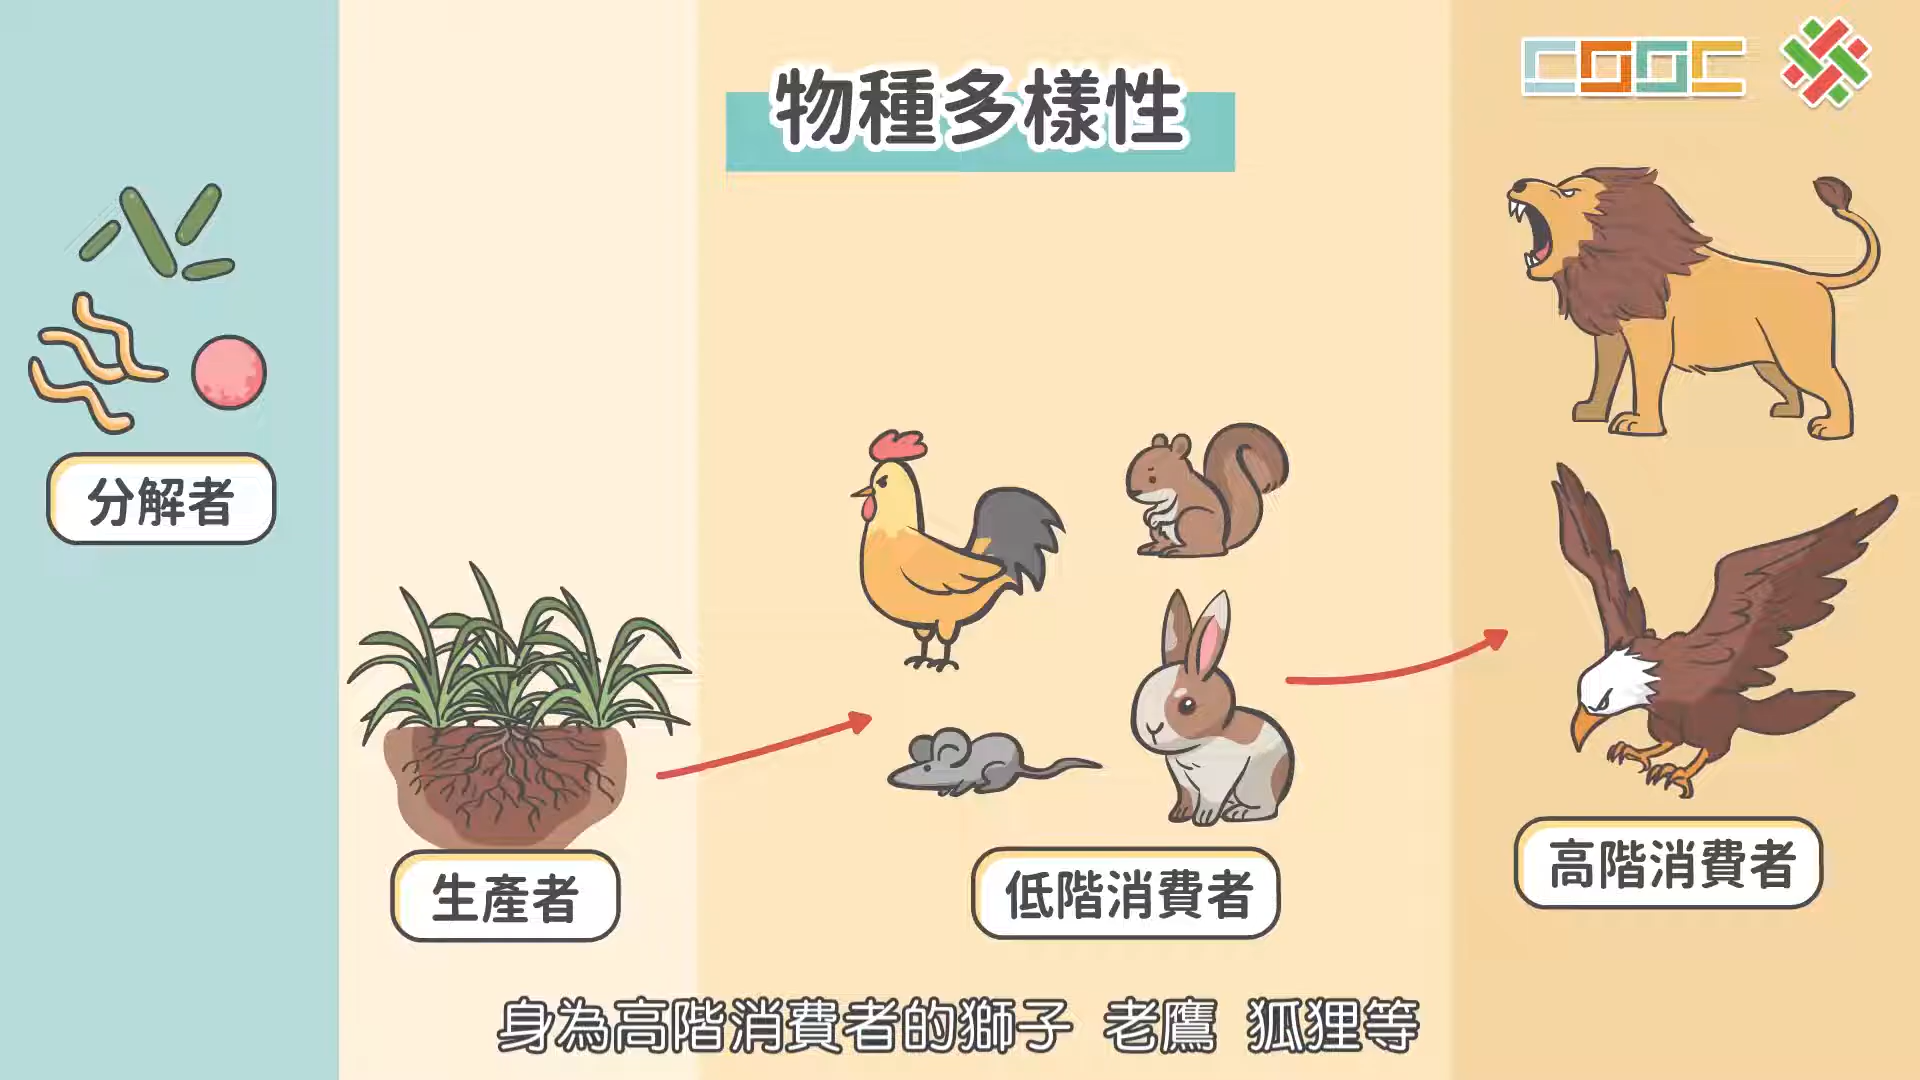 物種多樣性
COOC
分解者
生產者
低階消費者
高階消費者
身為高階消費者的獅子 老鷹 狐狸等